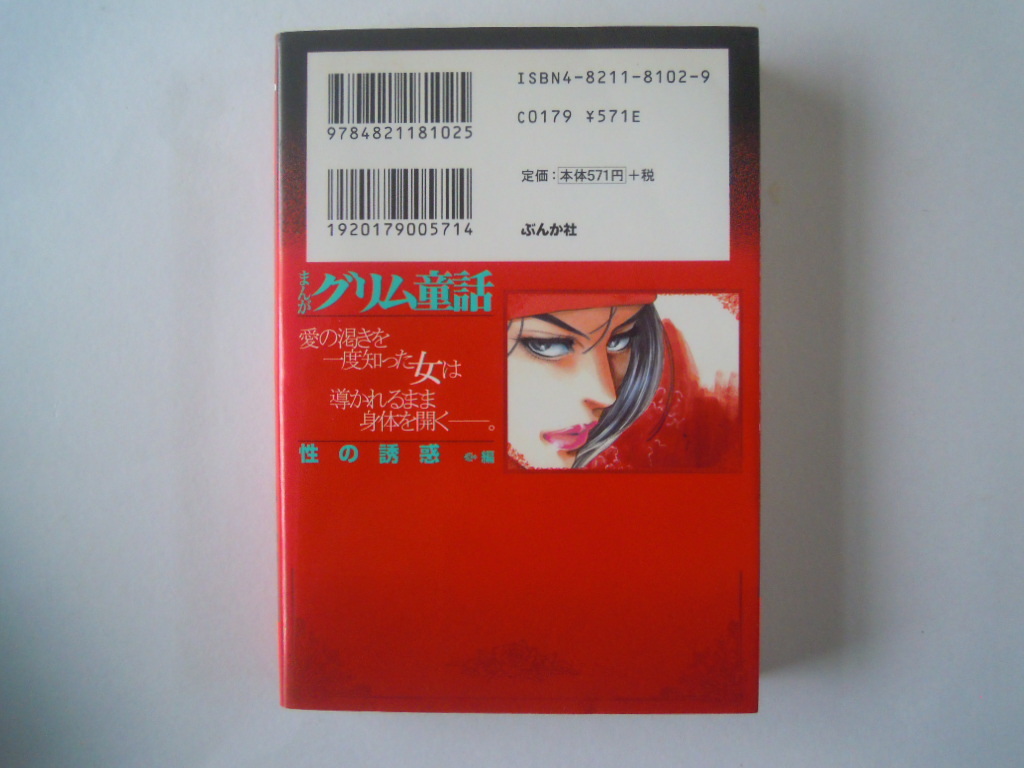 ISBN4-8211-8102-9
9784821181025
C0179 ¥571E
定価:本体571円+税
1920179005714
ぶんか社
まんがグリム童話
愛の渇きを
一度知った女は
導かれるまま
身体を開く――。
性の誘惑 編